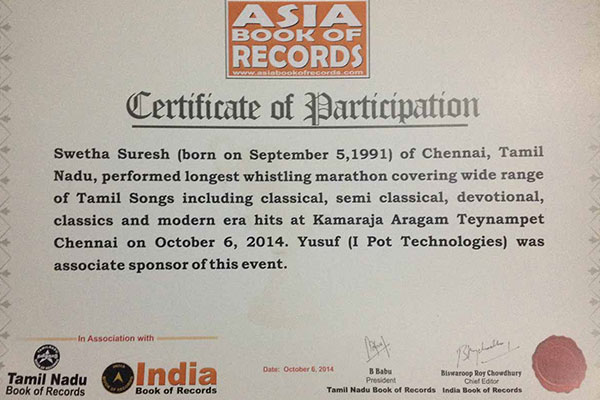 ASIA
BOOK OF
RECORDS
www.asiabookofrecords.com
Certificate of Participation
Swetha Suresh (born on September 5,1991) of Chennai, Tamil
Nadu, performed longest whistling marathon covering wide range
of Tamil Songs including classical, semi classical, devotional,
classics and modern era hits at Kamaraja Aragam Teynampet
Chennai on October 6, 2014. Yusuf (I Pot Technologies) was
associate sponsor of this event.
In Association with
Tamil Nadu
Book of Records
India
Book of Records
Date: October 6, 2014
B Babu
President
Tamil Nadu Book of Records
Biswaroop Roy Chowdhury
Chief Editor
India Book of Records